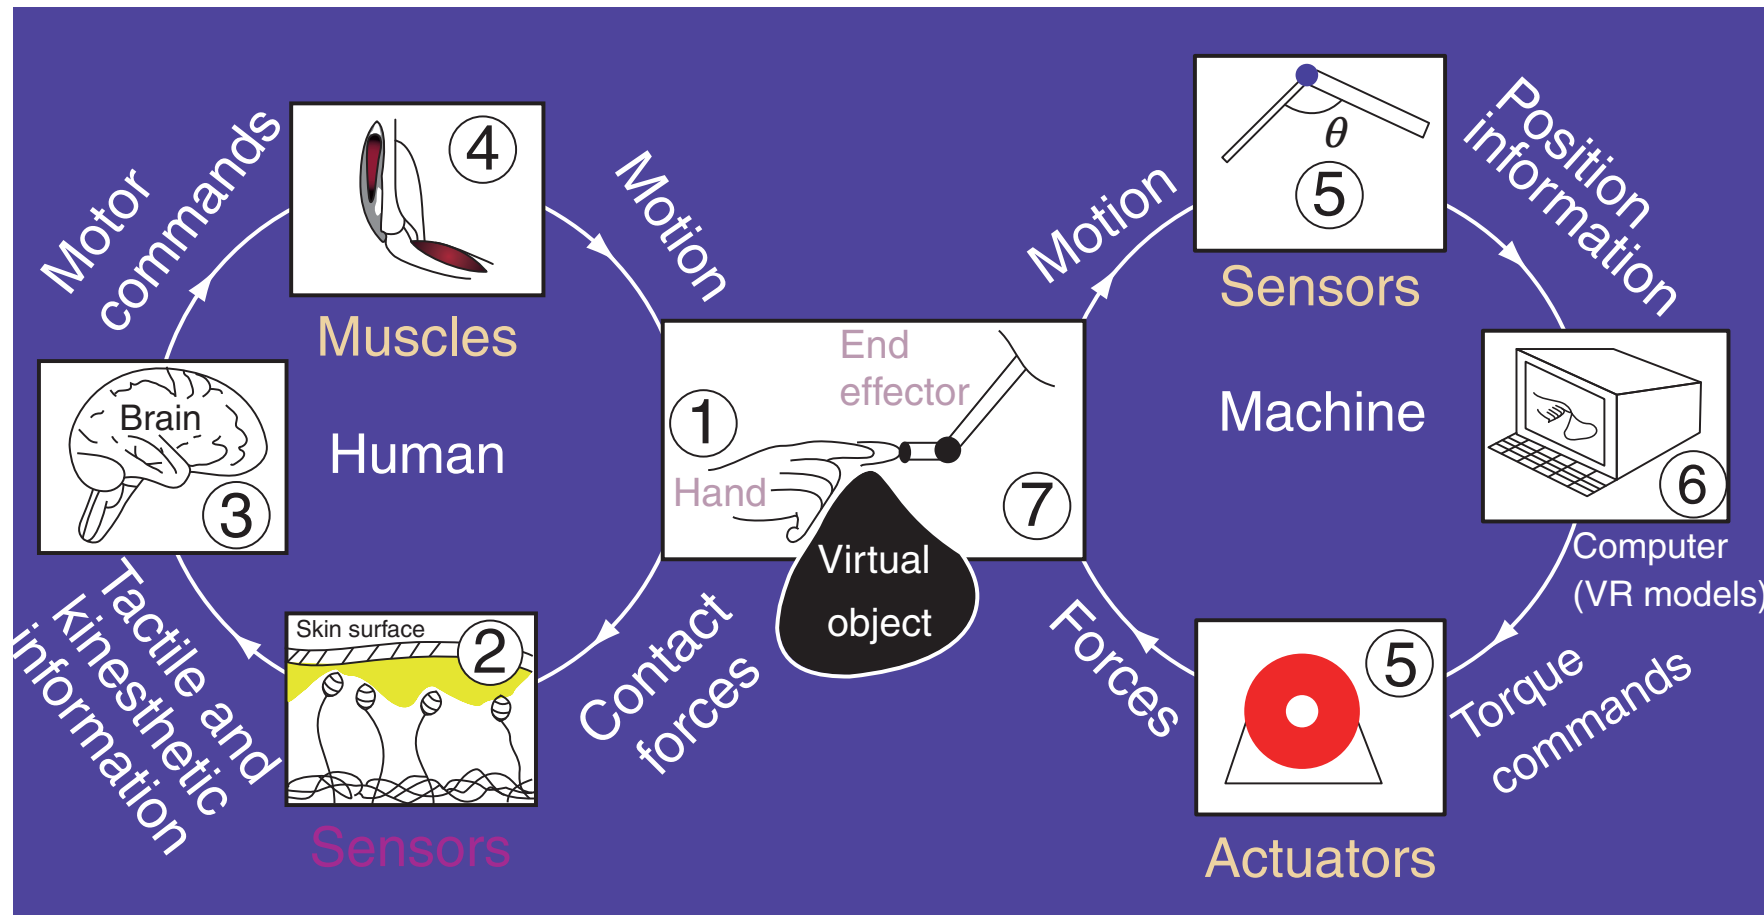 Motor
commands
4
Muscles
Motion
Brain
3
Human
Tactile and
kinesthetic
information
Skin surface
2
Sensors
Contact
forces
1
Hand
End
effector
7
Virtual
object
Motion
θ
5
Sensors
Position
information
Machine
6
Computer
(VR models)
Torque
commands
5
Actuators
Forces